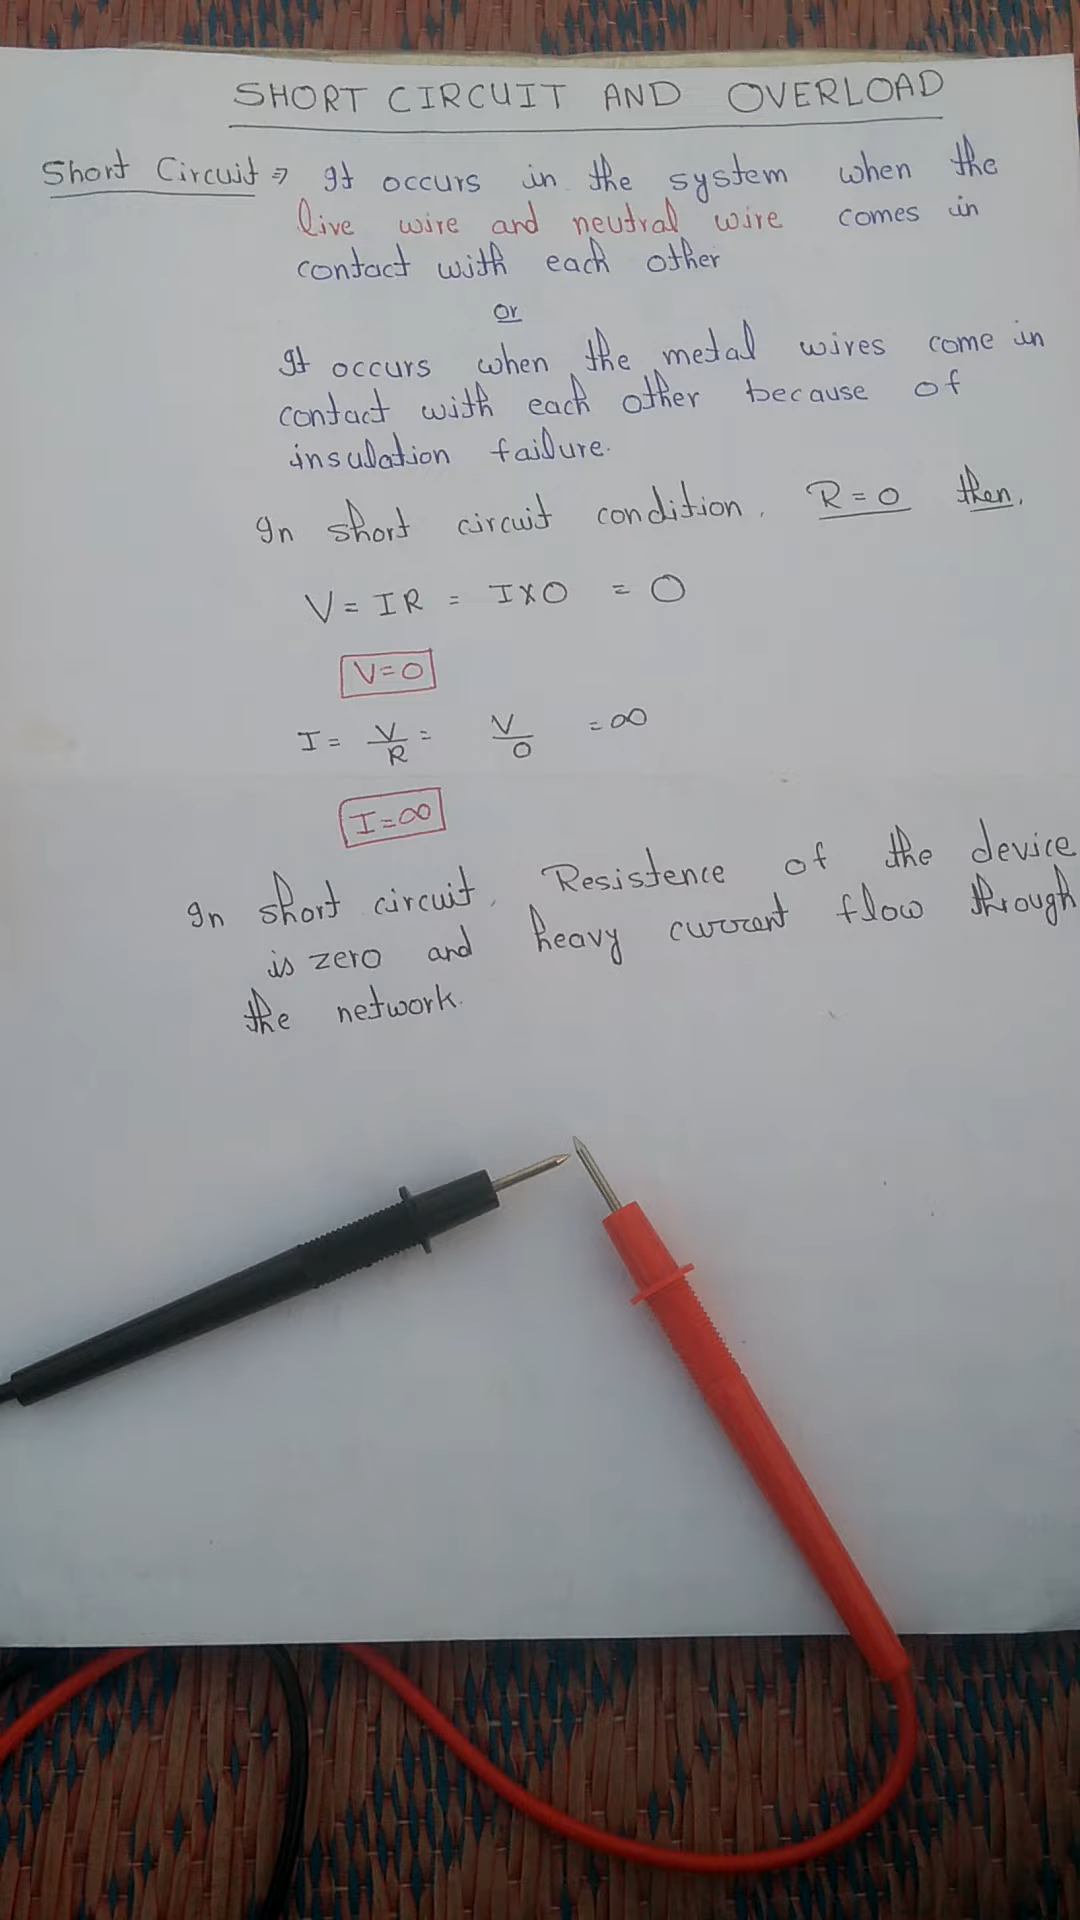 SHORT CIRCUIT AND OVERLOAD
Short Circuit ⇒ It occurs in the system when the
live wire and neutral wire comes in
contact with each other
or
It occurs when the metal wires come in
contact with each other because of
insulation failure.
In short circuit condition, R = 0 then,
V = IR = I×0 = 0
V=0
I = V/R = V/0 = ∞
I=∞
In short circuit, Resistence of the device
is zero and heavy current flow through
the network.